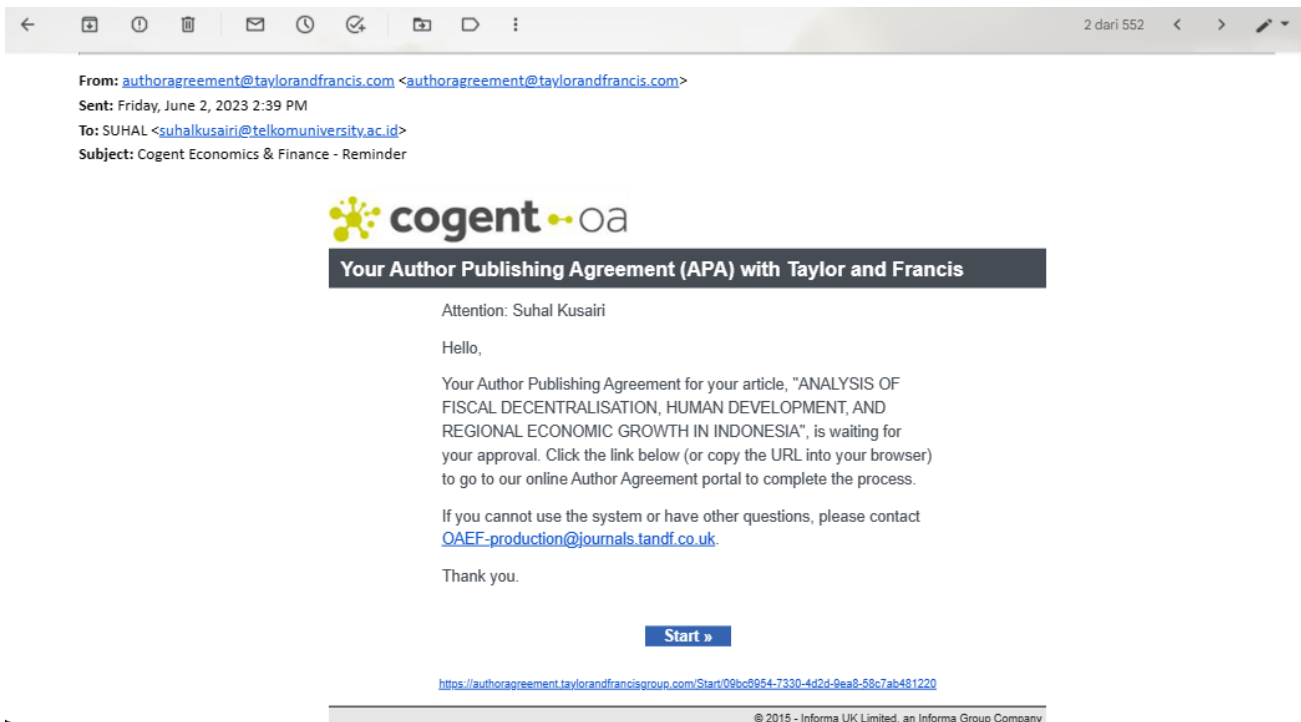 2 dari 552
From: authoragreement@taylorandfrancis.com <authoragreement@taylorandfrancis.com>
Sent: Friday, June 2, 2023 2:39 PM
To: SUHAL <suhalkusairi@telkomuniversity.ac.id>
Subject: Cogent Economics & Finance - Reminder
cogent oa
Your Author Publishing Agreement (APA) with Taylor and Francis
Attention: Suhal Kusairi
Hello,
Your Author Publishing Agreement for your article, "ANALYSIS OF
FISCAL DECENTRALISATION, HUMAN DEVELOPMENT, AND
REGIONAL ECONOMIC GROWTH IN INDONESIA", is waiting for
your approval. Click the link below (or copy the URL into your browser)
to go to our online Author Agreement portal to complete the process.
If you cannot use the system or have other questions, please contact
OAEF-production@journals.tandf.co.uk.
Thank you.
Start »
https://authoragreement.taylorandfrancisgroup.com/Start/09bc6954-7330-4d2d-9ea8-58c7ab481220
© 2015 - Informa UK Limited, an Informa Group Company